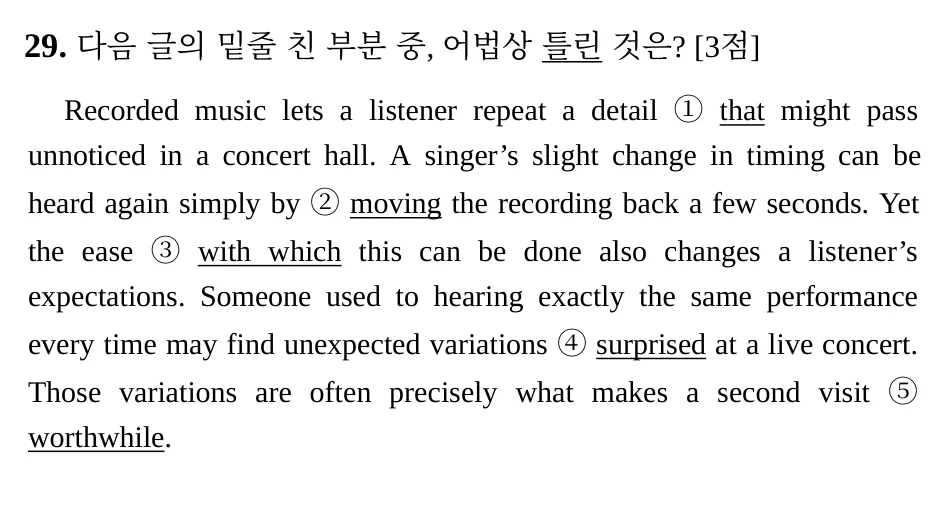 29. 다음 글의 밑줄 친 부분 중, 어법상 틀린 것은? [3점]
Recorded music lets a listener repeat a detail ① that might pass
unnoticed in a concert hall. A singer’s slight change in timing can be
heard again simply by ② moving the recording back a few seconds. Yet
the ease ③ with which this can be done also changes a listener’s
expectations. Someone used to hearing exactly the same performance
every time may find unexpected variations ④ surprised at a live concert.
Those variations are often precisely what makes a second visit ⑤
worthwhile.